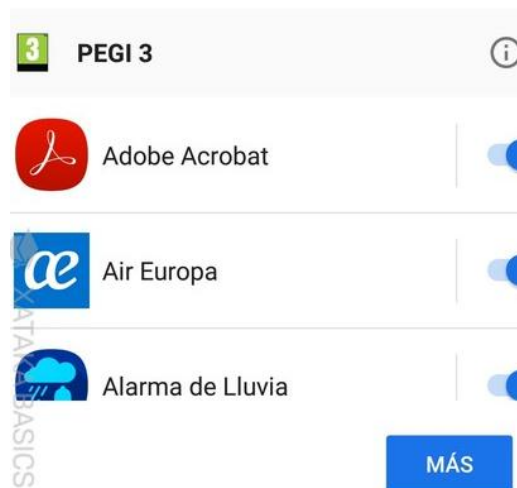 3 PEGI 3
Adobe Acrobat
æ Air Europa
Alarma de Lluvia
MÁS
XATAKA BASICS